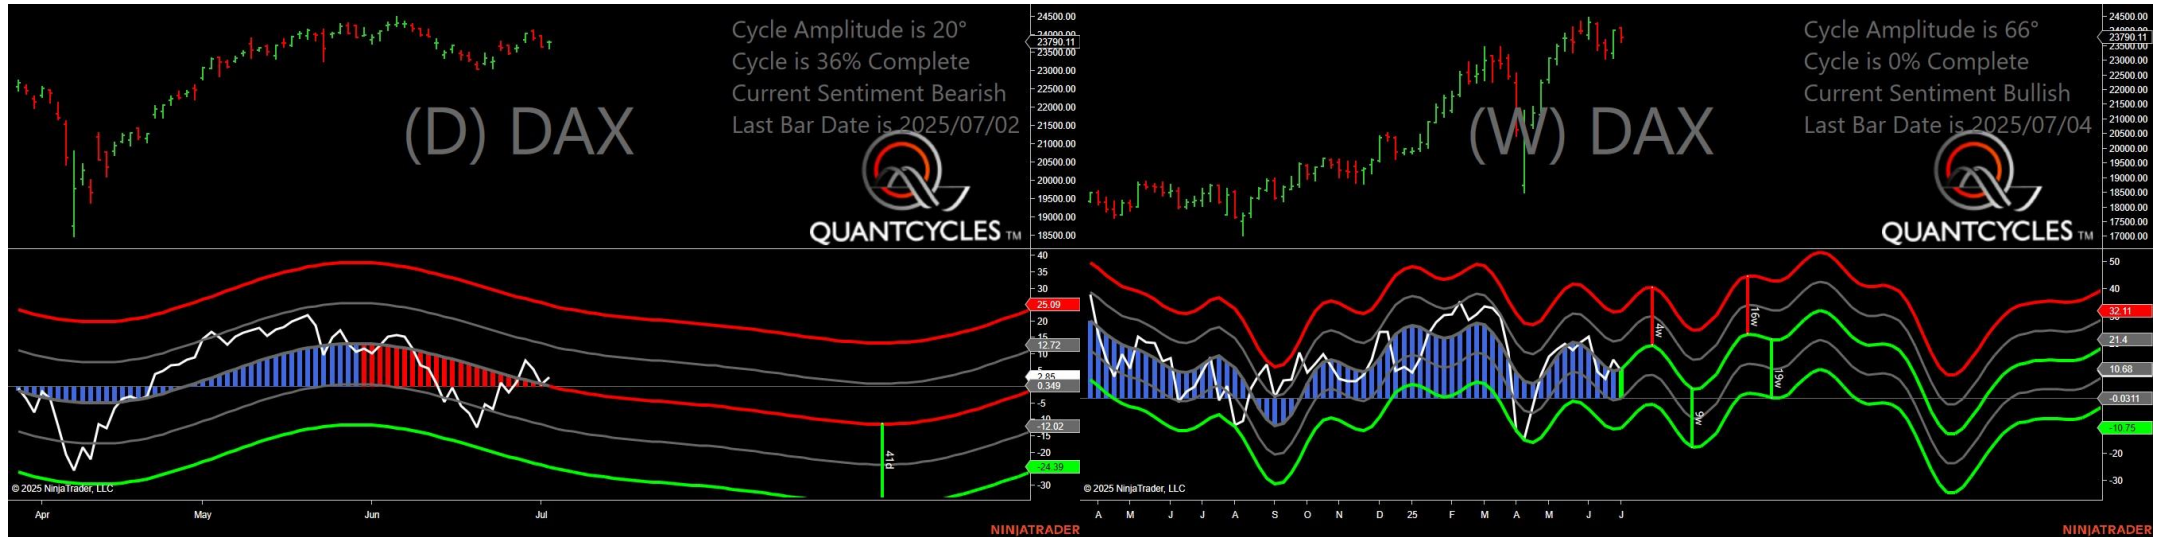 Cycle Amplitude is 20°
Cycle is 36% Complete
Current Sentiment Bearish
Last Bar Date is 2025/07/02
(D) DAX
QUANTCYCLES TM
24500.00
23790.11
23500.00
23000.00
22500.00
22000.00
21500.00
21000.00
20500.00
20000.00
19500.00
19000.00
18500.00
40
35
30
25.09
20
15
12.72
10
2.85
0.349
-5
-12.02
-15
-20
-24.39
-30
41d
© 2025 NinjaTrader, LLC
Apr May Jun Jul
NINJATRADER
Cycle Amplitude is 66°
Cycle is 0% Complete
Current Sentiment Bullish
Last Bar Date is 2025/07/04
(W) DAX
QUANTCYCLES TM
24500.00
23790.11
23000.00
22500.00
22000.00
21500.00
21000.00
20500.00
20000.00
19500.00
19000.00
18500.00
18000.00
17500.00
17000.00
50
40
32.11
21.4
10.68
-0.0311
-10.75
-20
-30
4w
16w
9w
19w
© 2025 NinjaTrader, LLC
A M J J A S O N D 25 F M A M J J
NINJATRADER